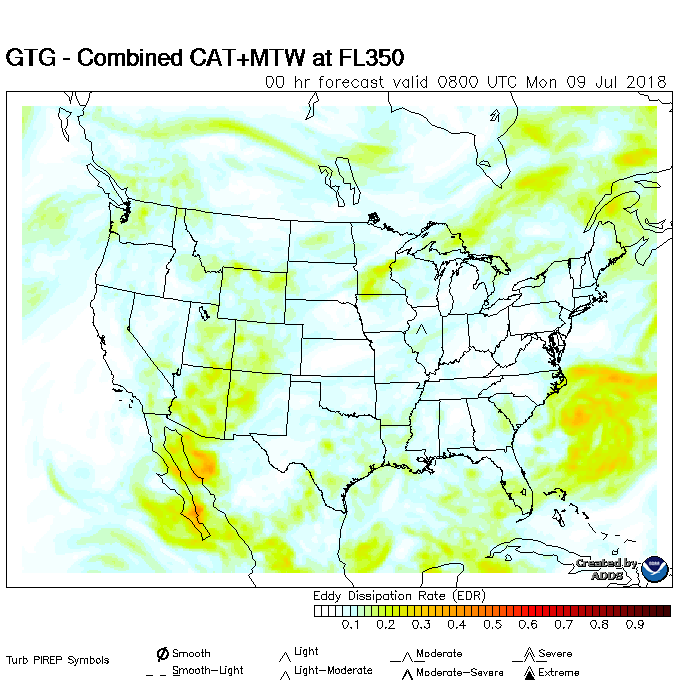 GTG - Combined CAT+MTW at FL350
00 hr forecast valid 0800 UTC Mon 09 Jul 2018
Created by
ADDS
Eddy Dissipation Rate (EDR)
0.1 0.2 0.3 0.4 0.5 0.6 0.7 0.8 0.9
Turb PIREP Symbols
Smooth Light Moderate Severe
Smooth-Light Light-Moderate Moderate-Severe Extreme